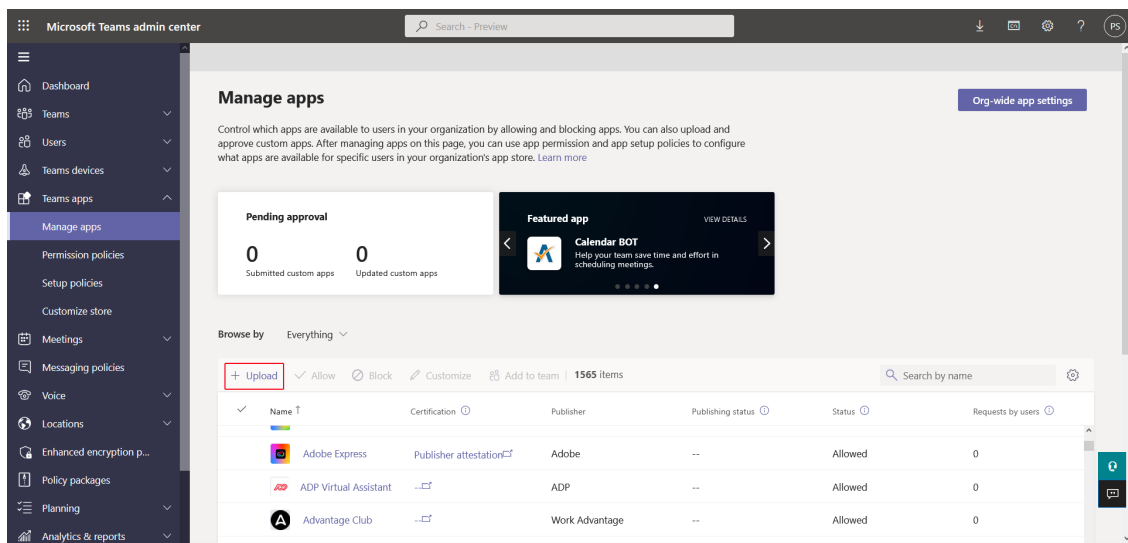 Microsoft Teams admin center
Search - Preview
?
PS
Dashboard
Teams
Users
Teams devices
Teams apps
Manage apps
Permission policies
Setup policies
Customize store
Meetings
Messaging policies
Voice
Locations
Enhanced encryption p...
Policy packages
Planning
Analytics & reports
Manage apps
Org-wide app settings
Control which apps are available to users in your organization by allowing and blocking apps. You can also upload and
approve custom apps. After managing apps on this page, you can use app permission and app setup policies to configure
what apps are available for specific users in your organization's app store. Learn more
Pending approval
0 0
Submitted custom apps Updated custom apps
Featured app VIEW DETAILS
Calendar BOT
Help your team save time and effort in
scheduling meetings.
Browse by Everything
+ Upload Allow Block Customize Add to team | 1565 items Search by name
Name ↑ Certification Publisher Publishing status Status Requests by users
Adobe Express Publisher attestation Adobe -- Allowed 0
ADP Virtual Assistant -- ADP -- Allowed 0
Advantage Club -- Work Advantage -- Allowed 0